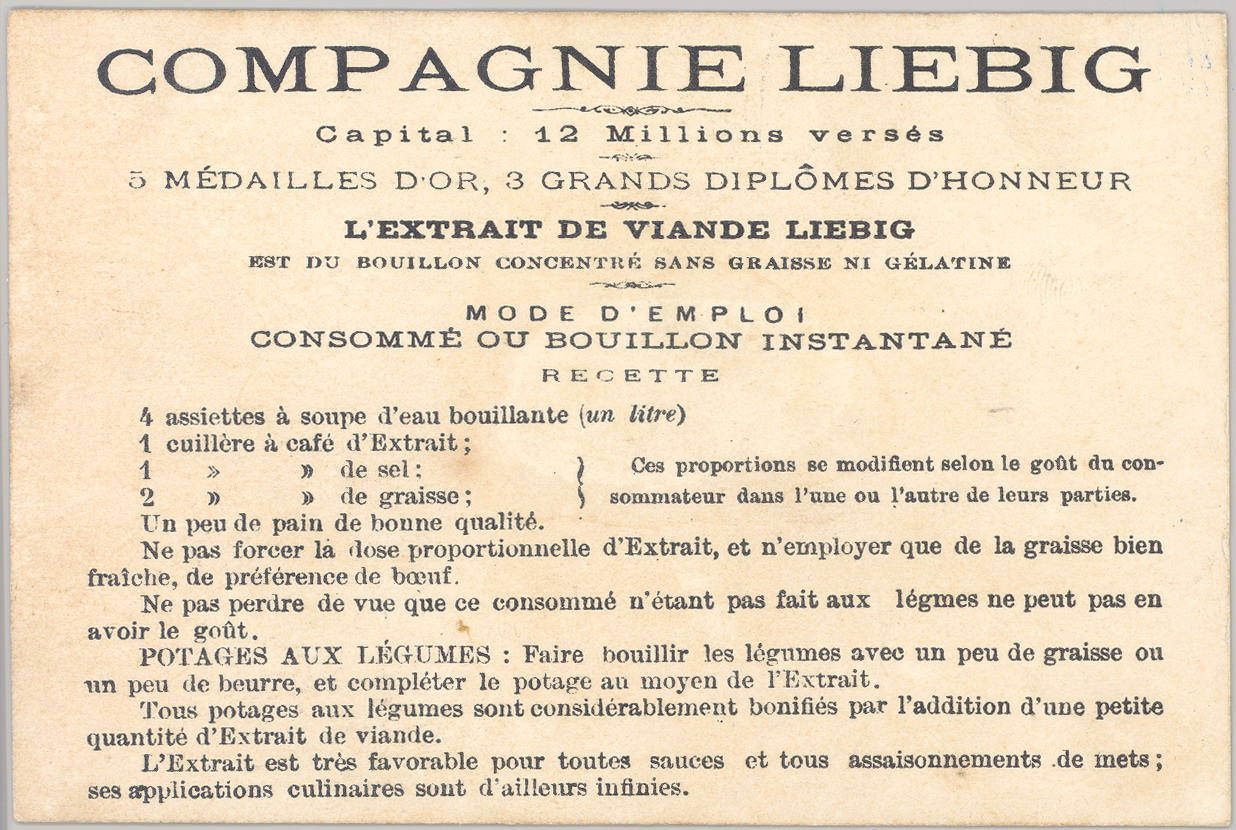 COMPAGNIE LIEBIG
Capital : 12 Millions versés
5 MÉDAILLES D'OR, 3 GRANDS DIPLÔMES D'HONNEUR
L'EXTRAIT DE VIANDE LIEBIG
EST DU BOUILLON CONCENTRÉ SANS GRAISSE NI GÉLATINE
MODE D'EMPLOI
CONSOMMÉ OU BOUILLON INSTANTANÉ
RECETTE
4 assiettes à soupe d'eau bouillante (un litre)
1 cuillère à café d'Extrait ;
1 » » de sel ;
2 » » de graisse ;
} Ces proportions se modifient selon le goût du con-
sommateur dans l'une ou l'autre de leurs parties.
Un peu de pain de bonne qualité.
Ne pas forcer la dose proportionnelle d'Extrait, et n'employer que de la graisse bien
fraîche, de préférence de bœuf.
Ne pas perdre de vue que ce consommé n'étant pas fait aux légmes ne peut pas en
avoir le goût.
POTAGES AUX LÉGUMES : Faire bouillir les légumes avec un peu de graisse ou
un peu de beurre, et compléter le potage au moyen de l'Extrait.
Tous potages aux légumes sont considérablement bonifiés par l'addition d'une petite
quantité d'Extrait de viande.
L'Extrait est très favorable pour toutes sauces et tous assaisonnements de mets ;
ses applications culinaires sont d'ailleurs infinies.